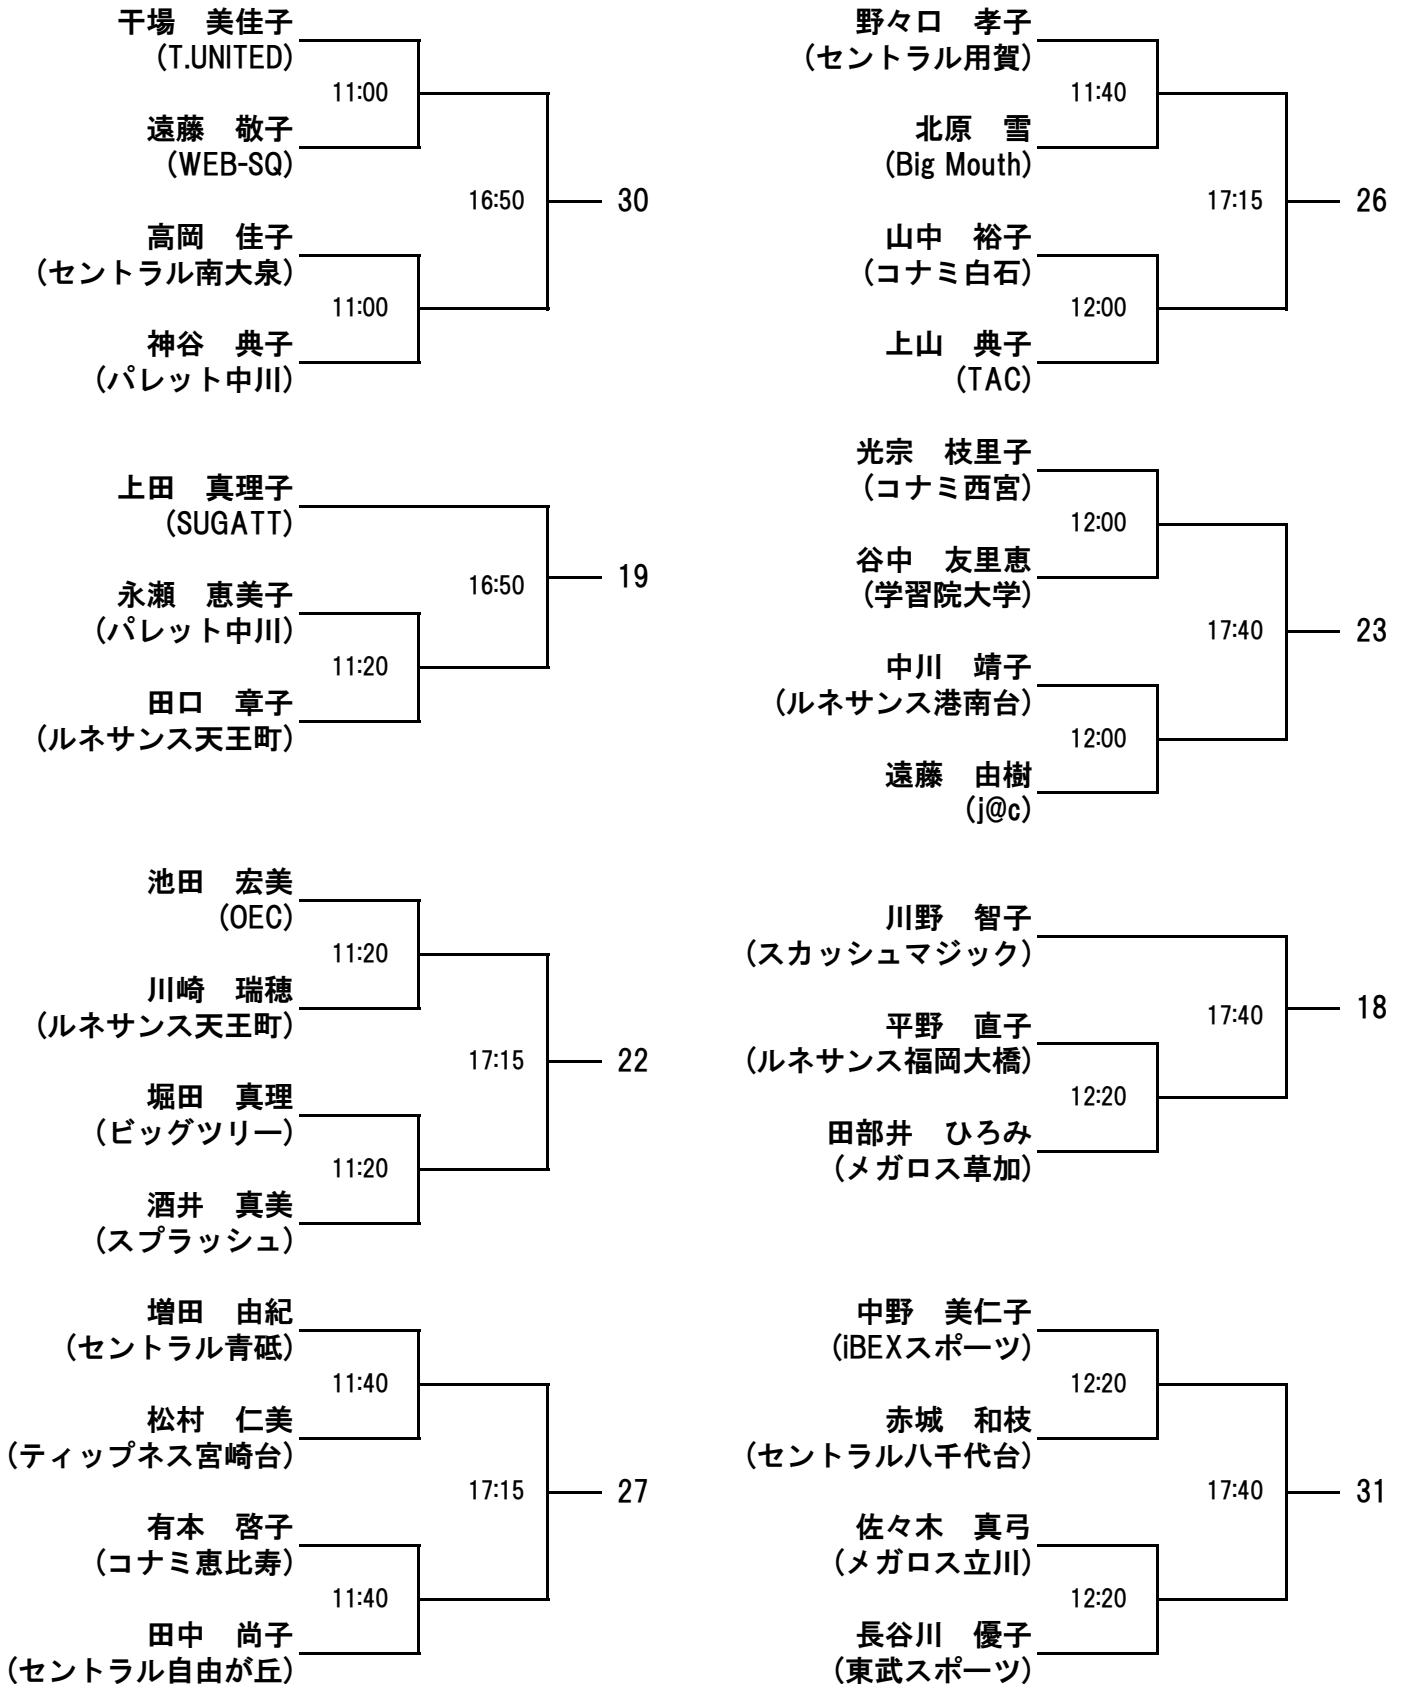 干場　美佳子
(T.UNITED)
11:00
遠藤　敬子
(WEB-SQ)
16:50
30
高岡　佳子
(セントラル南大泉)
11:00
神谷　典子
(パレット中川)
上田　真理子
(SUGATT)
16:50
19
永瀬　恵美子
(パレット中川)
11:20
田口　章子
(ルネサンス天王町)
池田　宏美
(OEC)
11:20
川崎　瑞穂
(ルネサンス天王町)
17:15
22
堀田　真理
(ビッグツリー)
11:20
酒井　真美
(スプラッシュ)
増田　由紀
(セントラル青砥)
11:40
松村　仁美
(ティップネス宮崎台)
17:15
27
有本　啓子
(コナミ恵比寿)
11:40
田中　尚子
(セントラル自由が丘)
野々口　孝子
(セントラル用賀)
11:40
北原　雪
(Big Mouth)
17:15
26
山中　裕子
(コナミ白石)
12:00
上山　典子
(TAC)
光宗　枝里子
(コナミ西宮)
12:00
谷中　友里恵
(学習院大学)
17:40
23
中川　靖子
(ルネサンス港南台)
12:00
遠藤　由樹
(j@c)
川野　智子
(スカッシュマジック)
17:40
18
平野　直子
(ルネサンス福岡大橋)
12:20
田部井　ひろみ
(メガロス草加)
中野　美仁子
(iBEXスポーツ)
12:20
赤城　和枝
(セントラル八千代台)
17:40
31
佐々木　真弓
(メガロス立川)
12:20
長谷川　優子
(東武スポーツ)